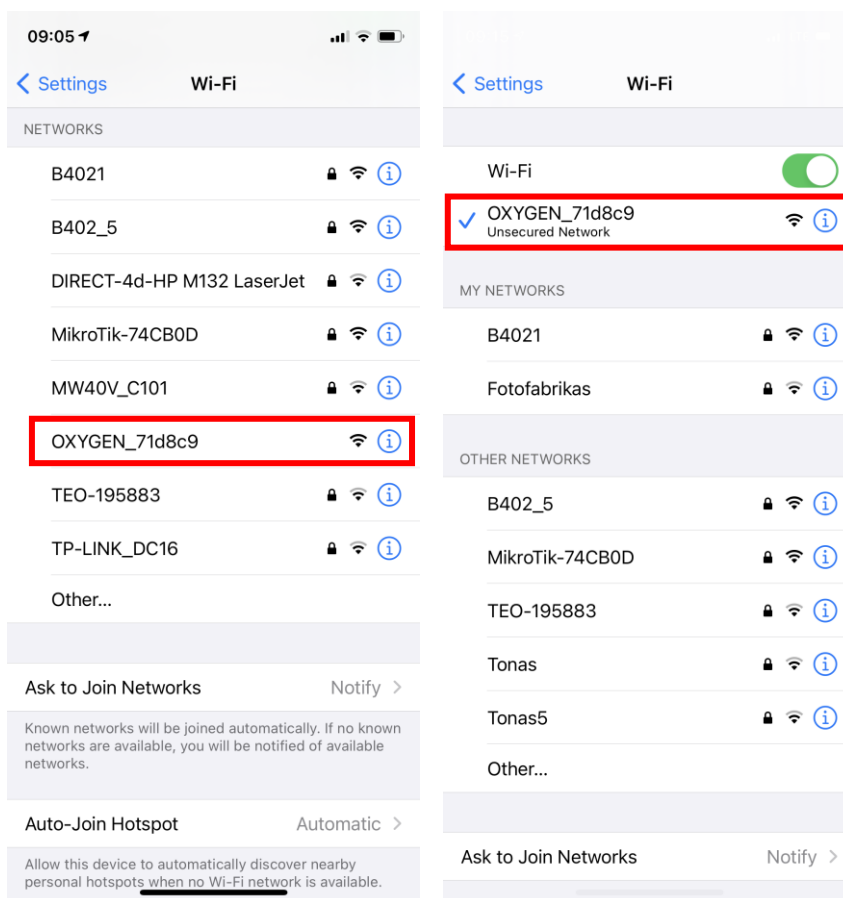 09:05
Settings
Wi-Fi
NETWORKS
B4021
B402_5
DIRECT-4d-HP M132 LaserJet
MikroTik-74CB0D
MW40V_C101
OXYGEN_71d8c9
TEO-195883
TP-LINK_DC16
Other...
Ask to Join Networks
Notify
Known networks will be joined automatically. If no known
networks are available, you will be notified of available
networks.
Auto-Join Hotspot
Automatic
Allow this device to automatically discover nearby
personal hotspots when no Wi-Fi network is available.
Settings
Wi-Fi
Wi-Fi
OXYGEN_71d8c9
Unsecured Network
MY NETWORKS
B4021
Fotofabrikas
OTHER NETWORKS
B402_5
MikroTik-74CB0D
TEO-195883
Tonas
Tonas5
Other...
Ask to Join Networks
Notify